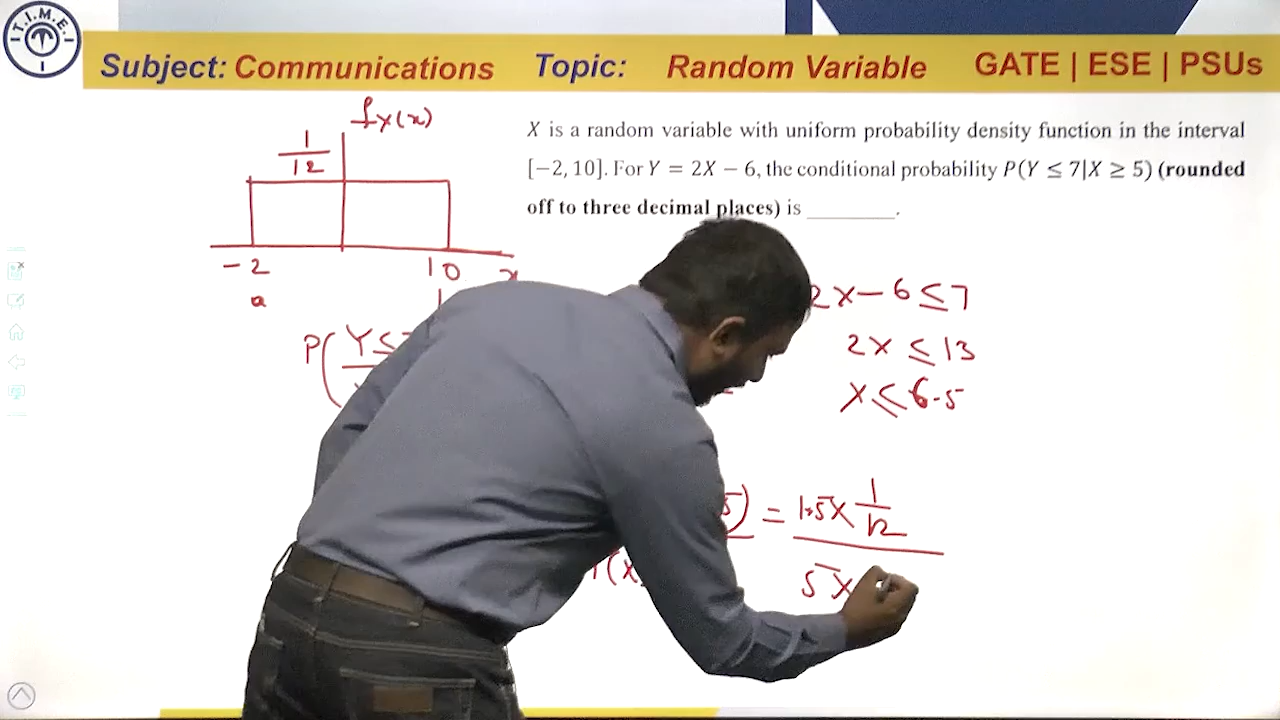 I.T.I.M.E.I
Subject: Communications Topic: Random Variable GATE | ESE | PSUs
X is a random variable with uniform probability density function in the interval
[−2, 10]. For Y = 2X − 6, the conditional probability P(Y ≤ 7|X ≥ 5) (rounded
off to three decimal places) is ________.
fX(x)
1/12
-2 10 x
a
P(Y ≤
2X - 6 ≤ 7
2X ≤ 13
X ≤ 6.5
5) = 1.5 X 1/12
(X
5 X